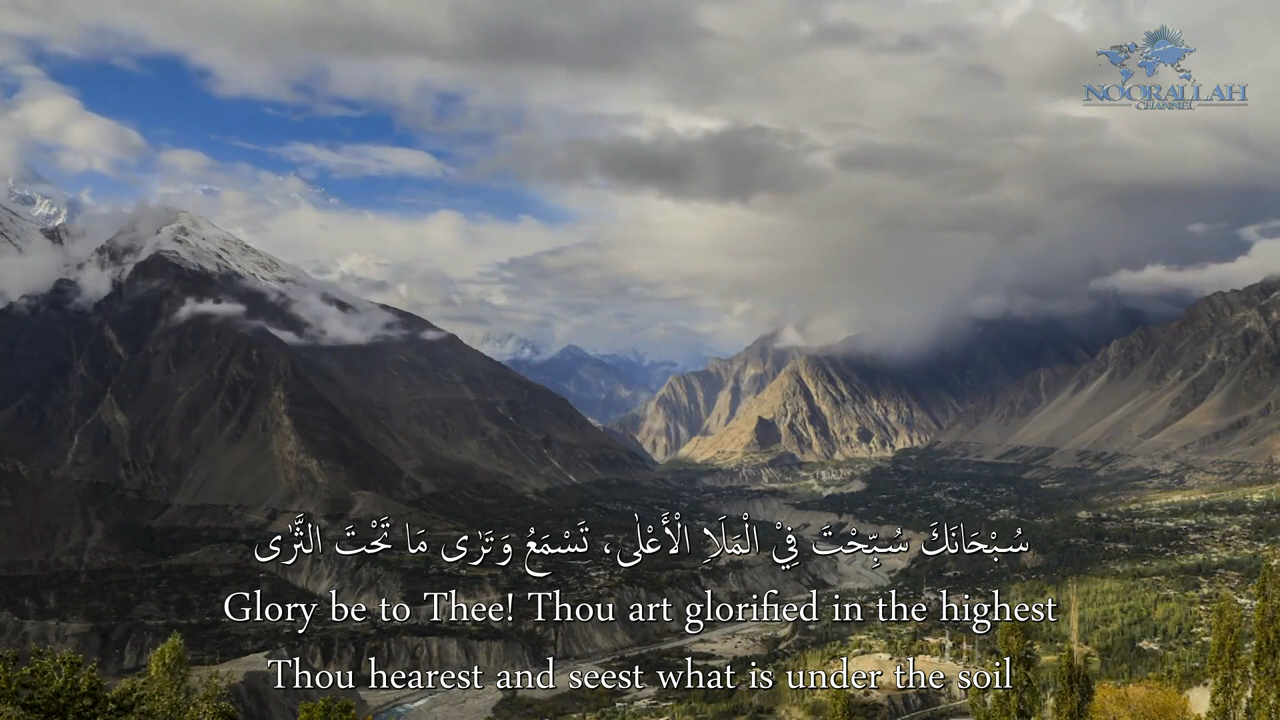 NOORALLAH
CHANNEL
سُبْحَانَكَ سُبِّحْتَ فِيْ الْمَلَاِ الْأَعْلٰى، تَسْمَعُ وَتَرٰى مَا تَحْتَ الثَّرٰى
Glory be to Thee! Thou art glorified in the highest
Thou hearest and seest what is under the soil